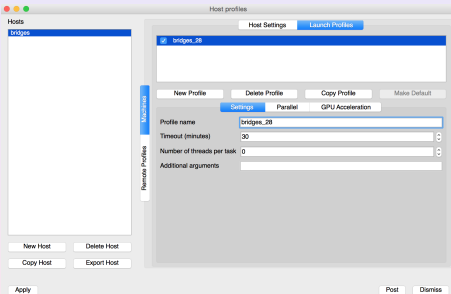 Host profiles
Hosts
bridges
New Host Delete Host
Copy Host Export Host
Machines
Remote Profiles
Host Settings Launch Profiles
bridges_28
New Profile Delete Profile Copy Profile Make Default
Settings Parallel GPU Acceleration
Profile name bridges_28
Timeout (minutes) 30
Number of threads per task 0
Additional arguments
Apply Post Dismiss